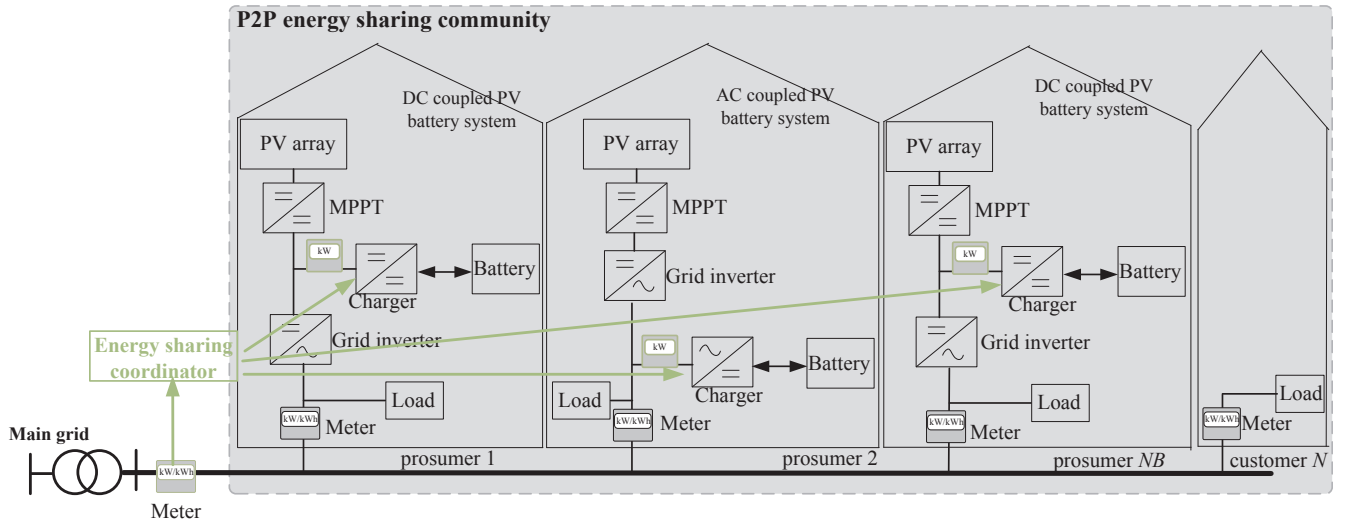 P2P energy sharing community
DC coupled PV
battery system
PV array
MPPT
kW
Charger
Battery
Grid inverter
Load
kW/kWh
Meter
prosumer 1
AC coupled PV
battery system
PV array
MPPT
Grid inverter
kW
Charger
Battery
Load
kW/kWh
Meter
prosumer 2
DC coupled PV
battery system
PV array
MPPT
kW
Charger
Battery
Grid inverter
Load
kW/kWh
Meter
prosumer NB
Load
kW/kWh
Meter
customer N
Energy sharing
coordinator
Main grid
kW/kWh
Meter